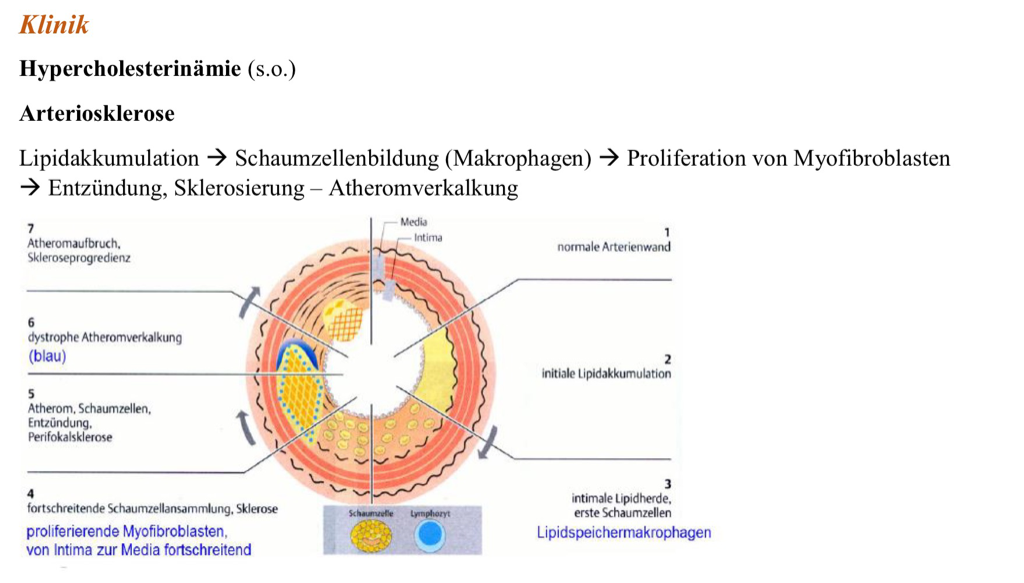 Klinik
Hypercholesterinämie (s.o.)
Arteriosklerose
Lipidakkumulation → Schaumzellenbildung (Makrophagen) → Proliferation von Myofibroblasten
→ Entzündung, Sklerosierung – Atheromverkalkung
Media
Intima
1
normale Arterienwand
2
initiale Lipidakkumulation
3
intimale Lipidherde,
erste Schaumzellen
Lipidspeichermakrophagen
4
fortschreitende Schaumzellansammlung, Sklerose
proliferierende Myofibroblasten,
von Intima zur Media fortschreitend
5
Atherom, Schaumzellen,
Entzündung,
Perifokalsklerose
6
dystrophe Atheromverkalkung
(blau)
7
Atheromaufbruch,
Skleroseprogredienz
Schaumzelle Lymphozyt